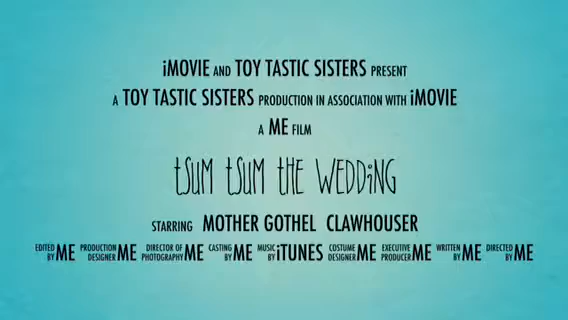 iMOVIE AND TOY TASTIC SISTERS PRESENT
A TOY TASTIC SISTERS PRODUCTION IN ASSOCIATION WITH iMOVIE
A ME FILM
tSUM tSUM tHE WEDDiNG
STARRING MOTHER GOTHEL CLAWHOUSER
EDITED BY ME PRODUCTION DESIGNER ME DIRECTOR OF PHOTOGRAPHY ME CASTING BY ME MUSIC BY iTUNES COSTUME DESIGNER ME EXECUTIVE PRODUCER ME WRITTEN BY ME DIRECTED BY ME